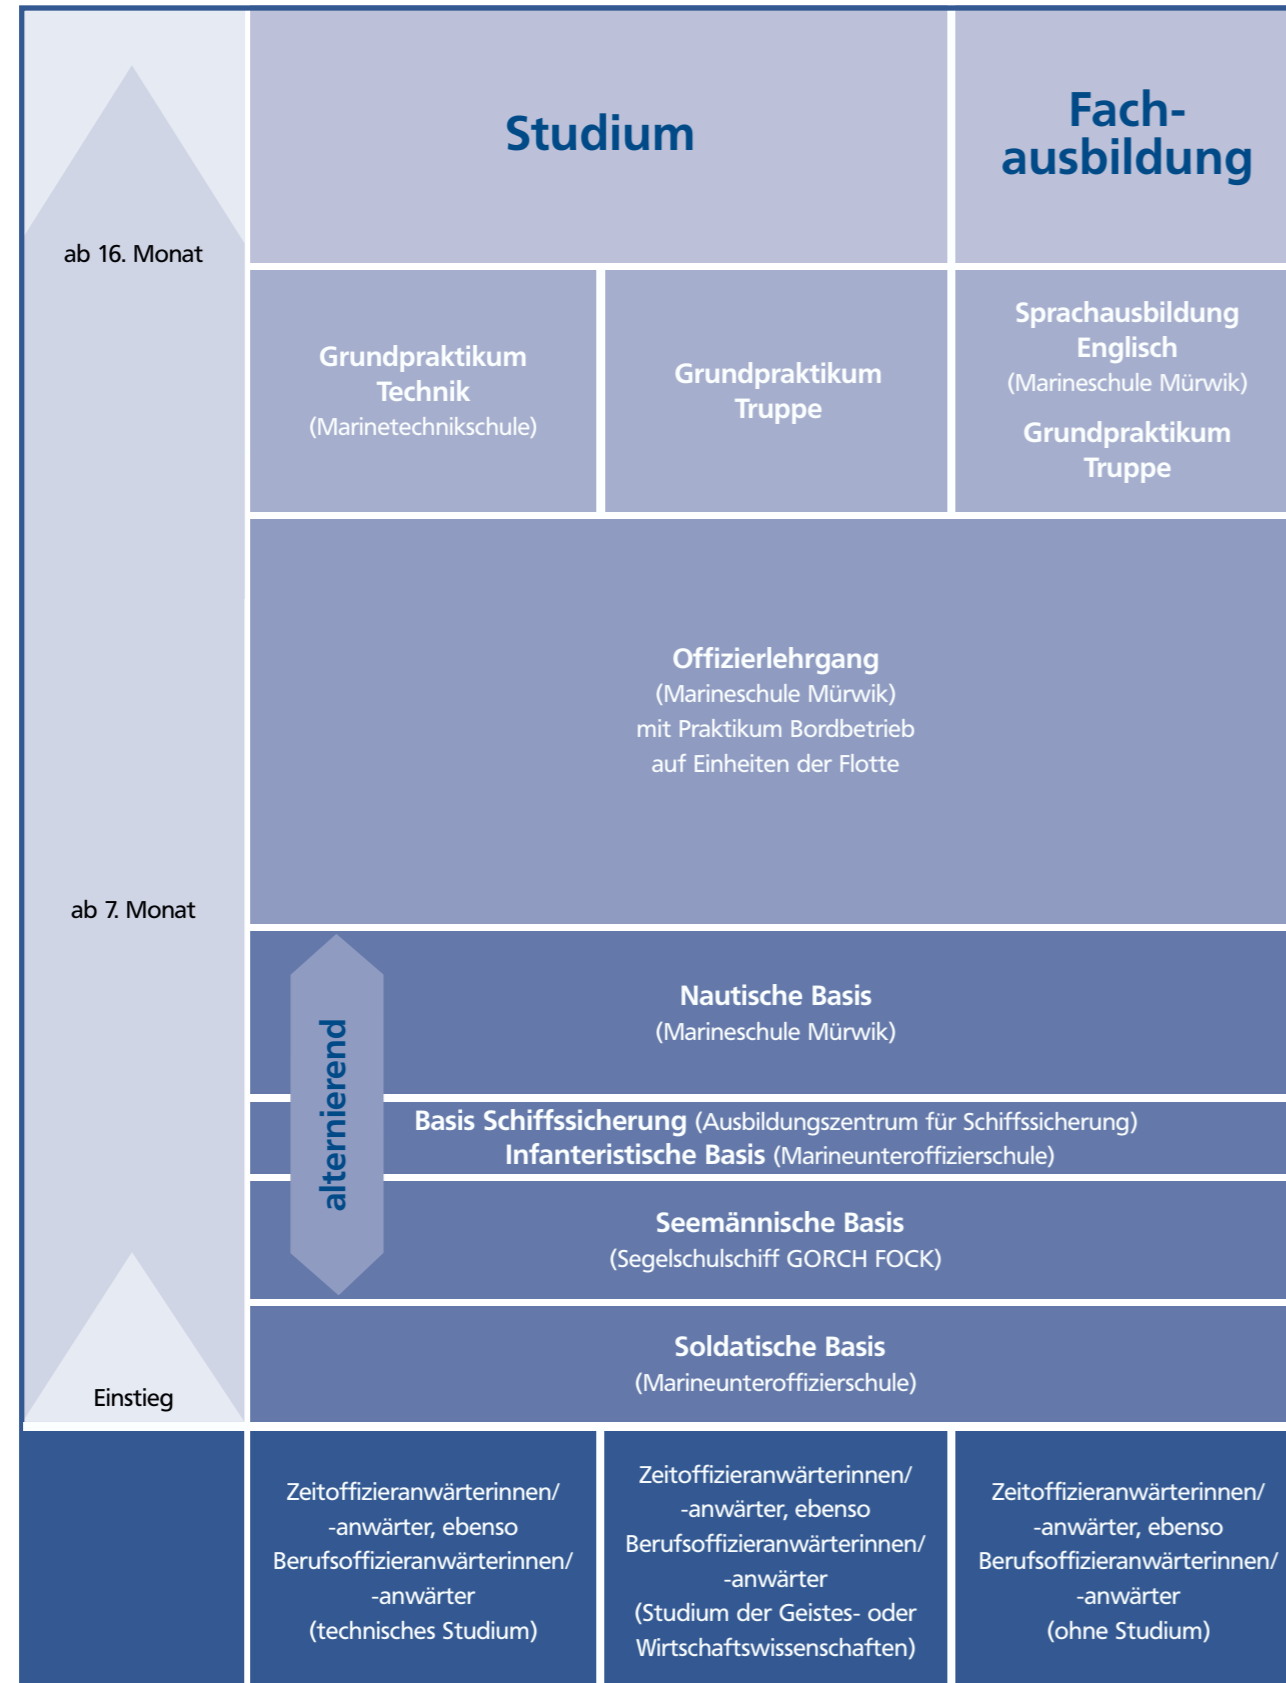 Studium
Fach-
ausbildung
ab 16. Monat
Grundpraktikum
Technik
(Marinetechnikschule)
Grundpraktikum
Truppe
Sprachausbildung
Englisch
(Marineschule Mürwik)
Grundpraktikum
Truppe
Offizierlehrgang
(Marineschule Mürwik)
mit Praktikum Bordbetrieb
auf Einheiten der Flotte
ab 7. Monat
alternierend
Nautische Basis
(Marineschule Mürwik)
Basis Schiffssicherung (Ausbildungszentrum für Schiffssicherung)
Infanteristische Basis (Marineunteroffizierschule)
Seemännische Basis
(Segelschulschiff GORCH FOCK)
Soldatische Basis
(Marineunteroffizierschule)
Einstieg
Zeitoffizieranwärterinnen/
-anwärter, ebenso
Berufsoffizieranwärterinnen/
-anwärter
(technisches Studium)
Zeitoffizieranwärterinnen/
-anwärter, ebenso
Berufsoffizieranwärterinnen/
-anwärter
(Studium der Geistes- oder
Wirtschaftswissenschaften)
Zeitoffizieranwärterinnen/
-anwärter, ebenso
Berufsoffizieranwärterinnen/
-anwärter
(ohne Studium)